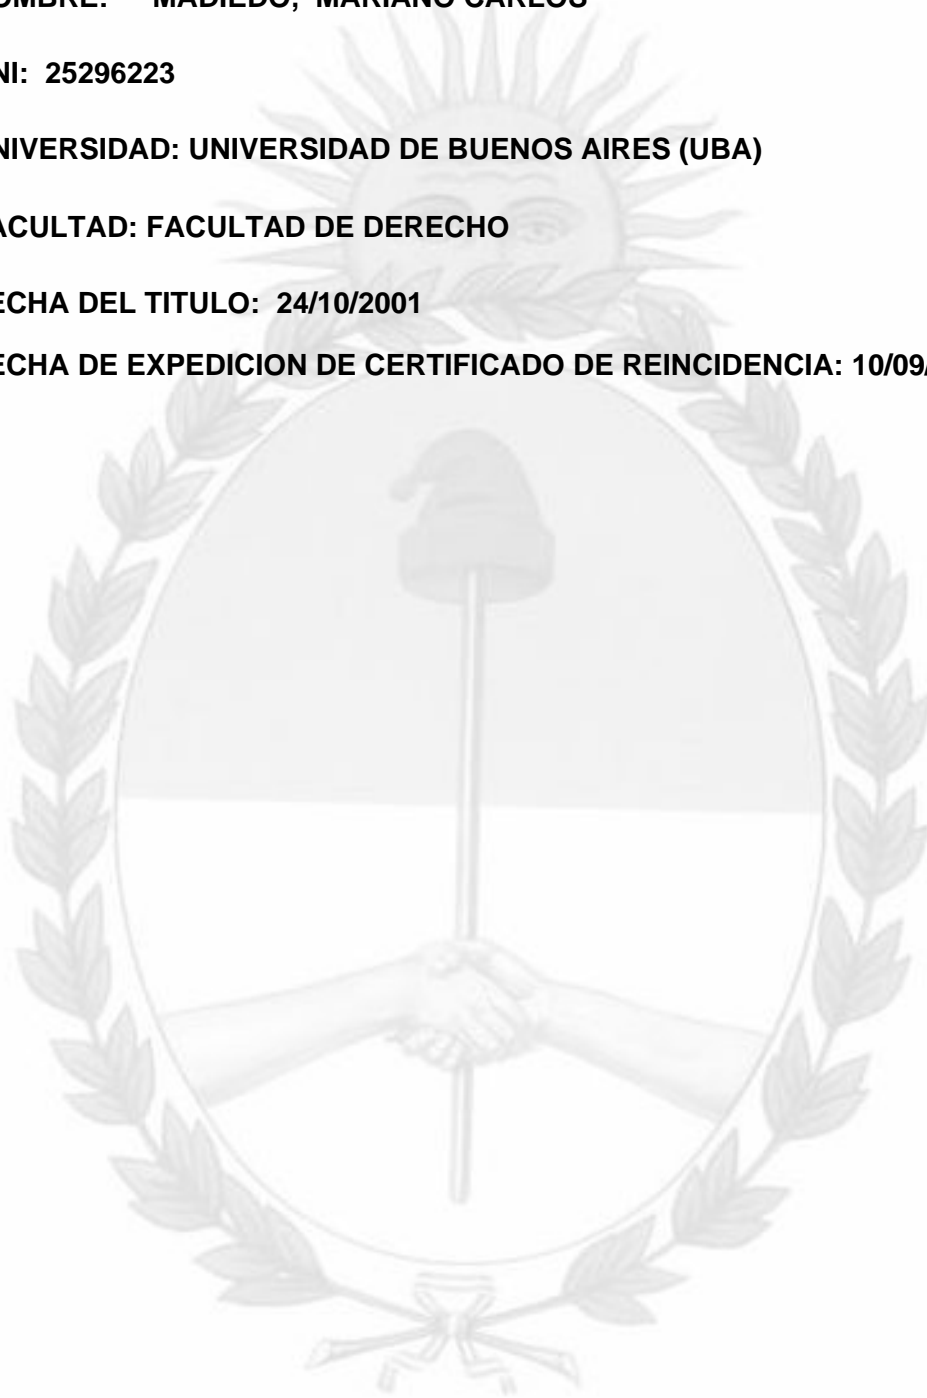 OMBRE: MADIEDO, MARIANO CARLOS
NI: 25296223
NIVERSIDAD: UNIVERSIDAD DE BUENOS AIRES (UBA)
ACULTAD: FACULTAD DE DERECHO
ECHA DEL TITULO: 24/10/2001
ECHA DE EXPEDICION DE CERTIFICADO DE REINCIDENCIA: 10/09/